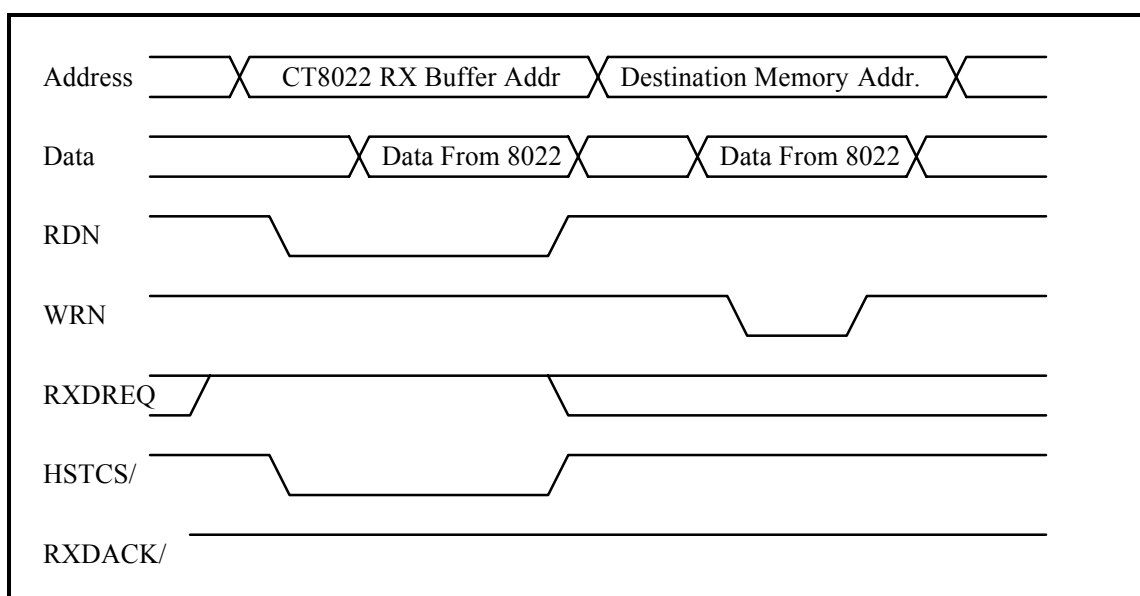 Address CT8022 RX Buffer Addr Destination Memory Addr.
Data Data From 8022 Data From 8022
RDN
WRN
RXDREQ
HSTCS/
RXDACK/